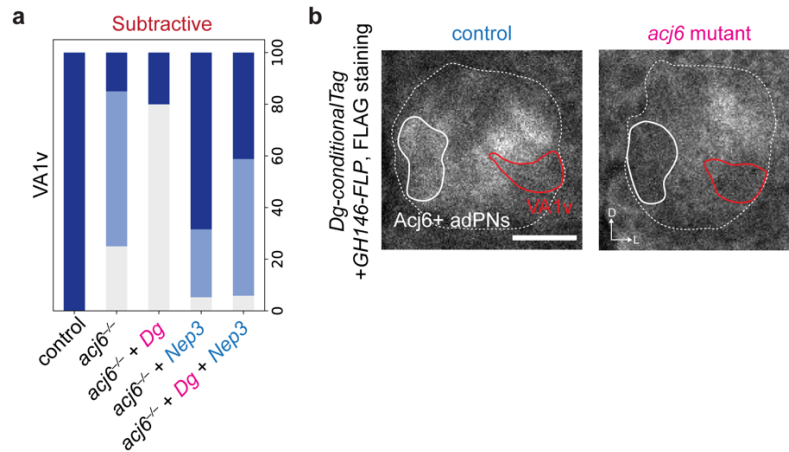 a
Subtractive
VA1v
100
80
60
40
20
0
control
acj6-/-
acj6-/- + Dg
acj6-/- + Nep3
acj6-/- + Dg + Nep3
b
control
acj6 mutant
Dg-conditionalTag
+GH146-FLP, FLAG staining
Acj6+ adPNs
VA1v
D
L